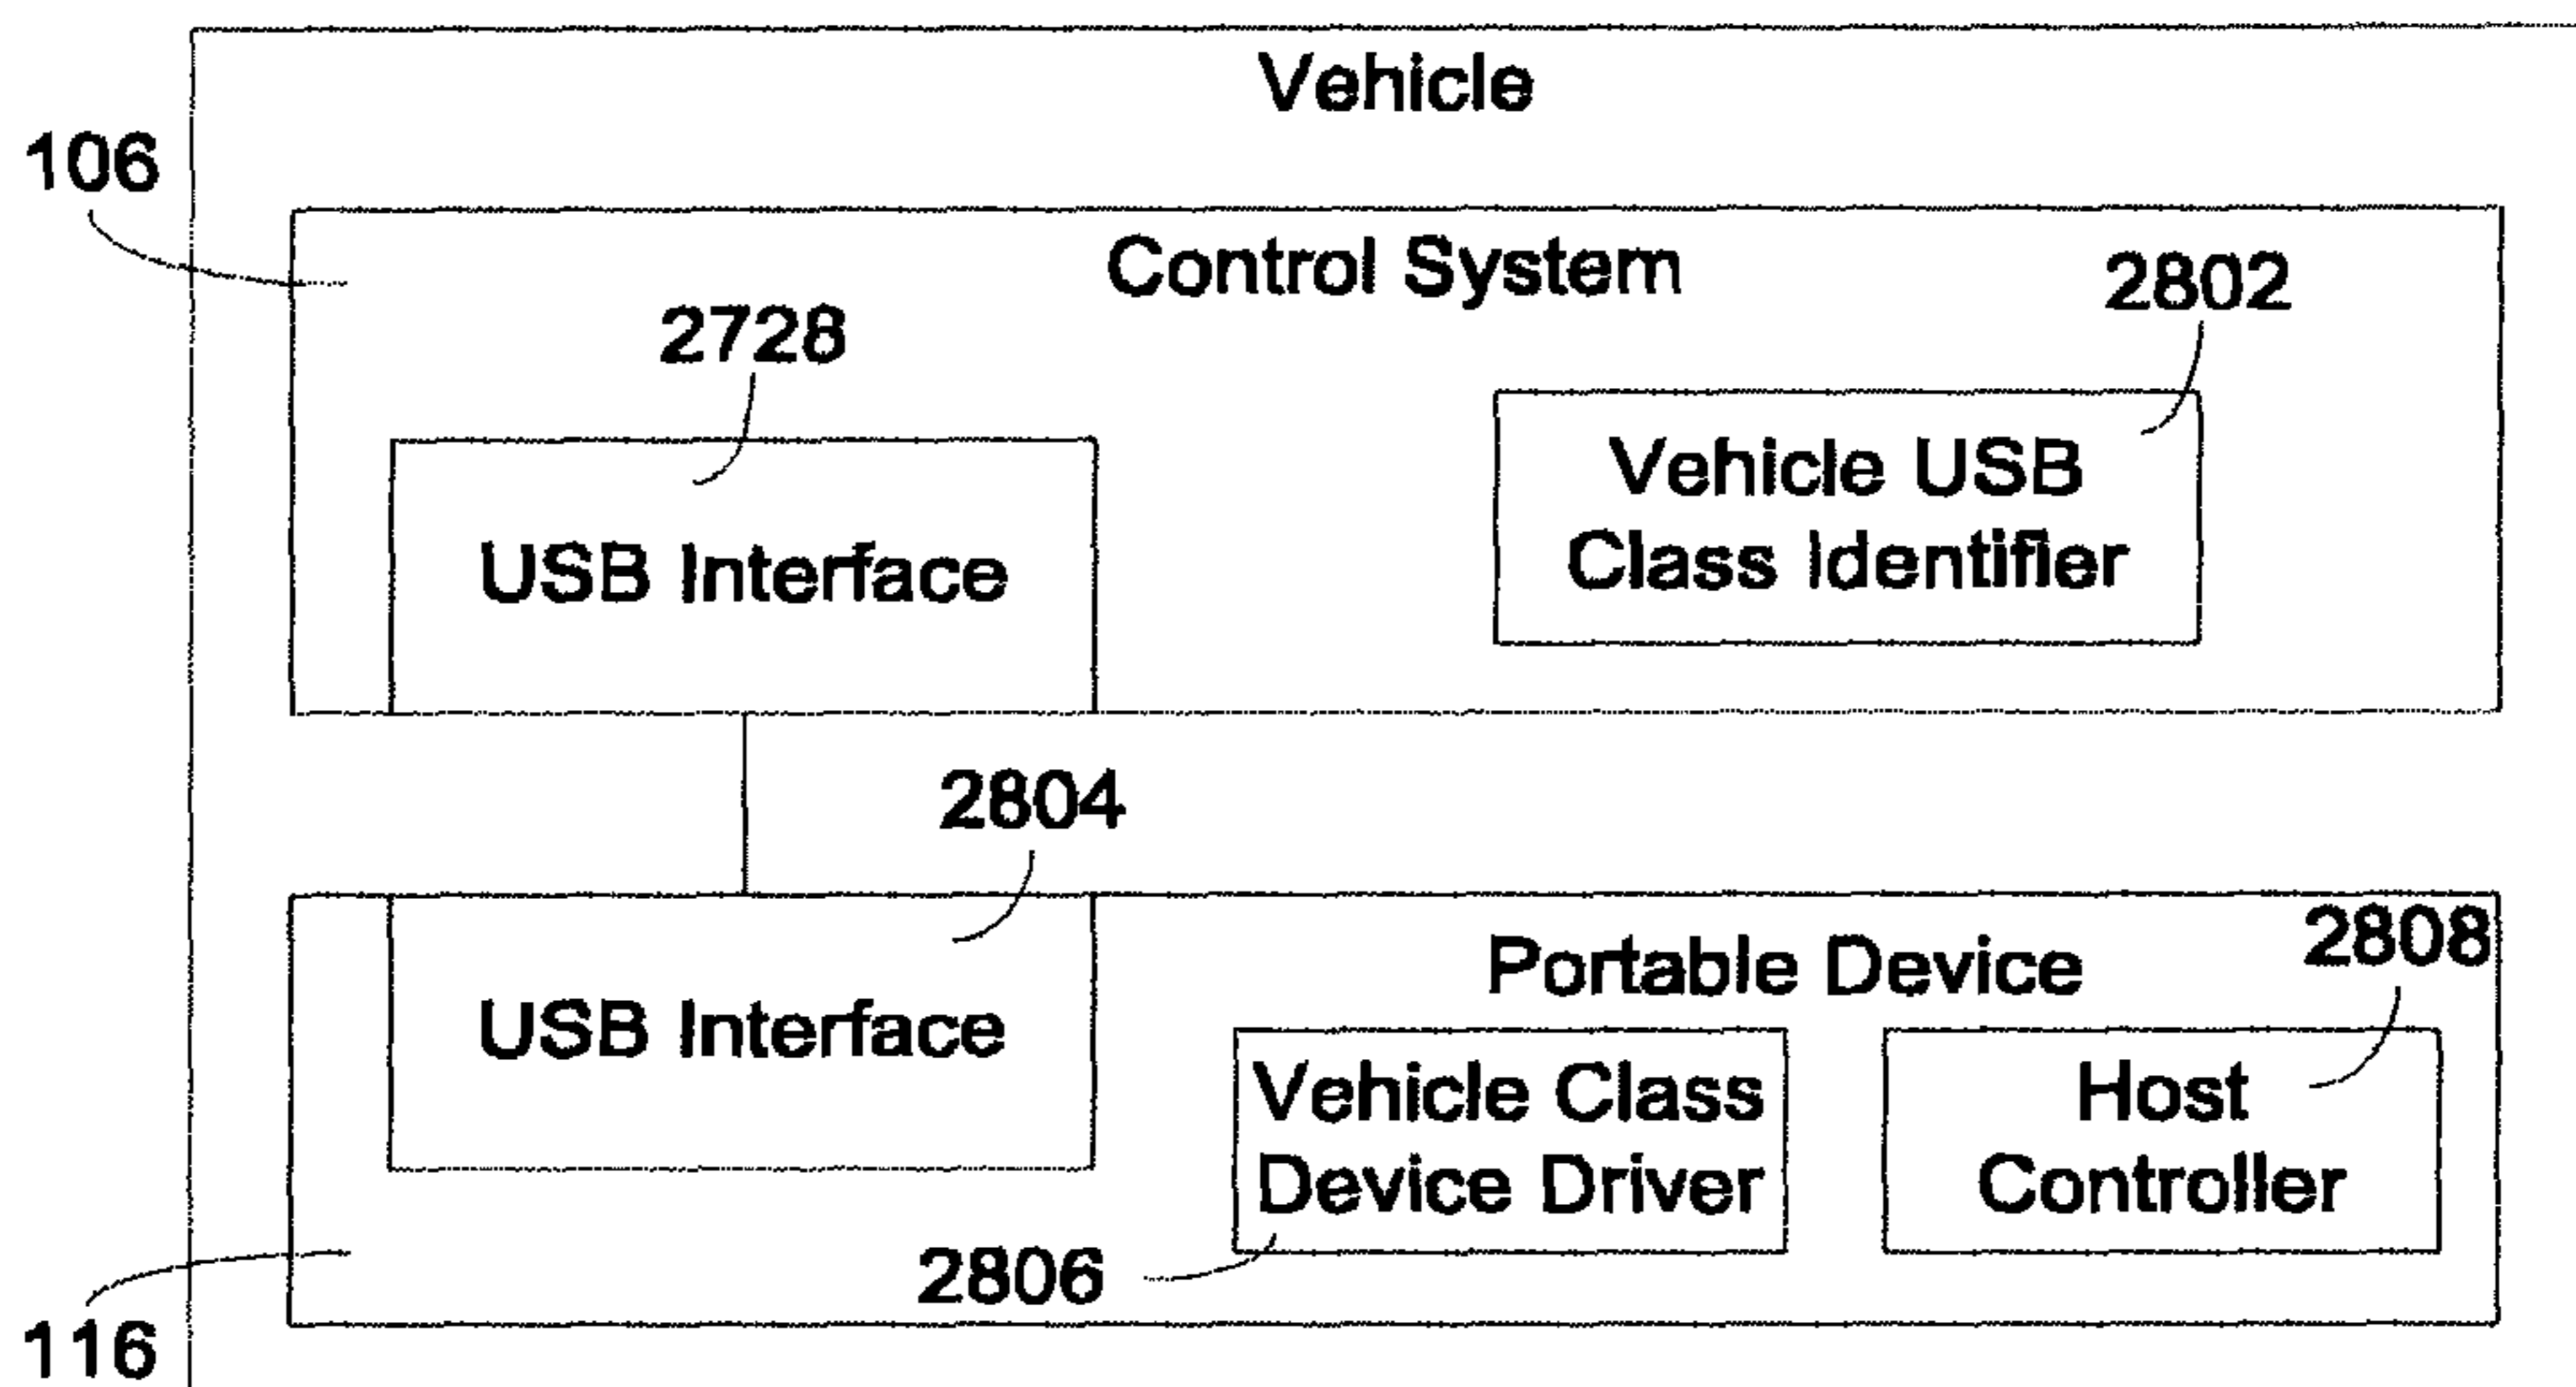 Vehicle
106
Control System
2802
2728
Vehicle USB
Class Identifier
USB Interface
2804
2808
Portable Device
USB Interface
Vehicle Class
Device Driver
Host
Controller
2806
116